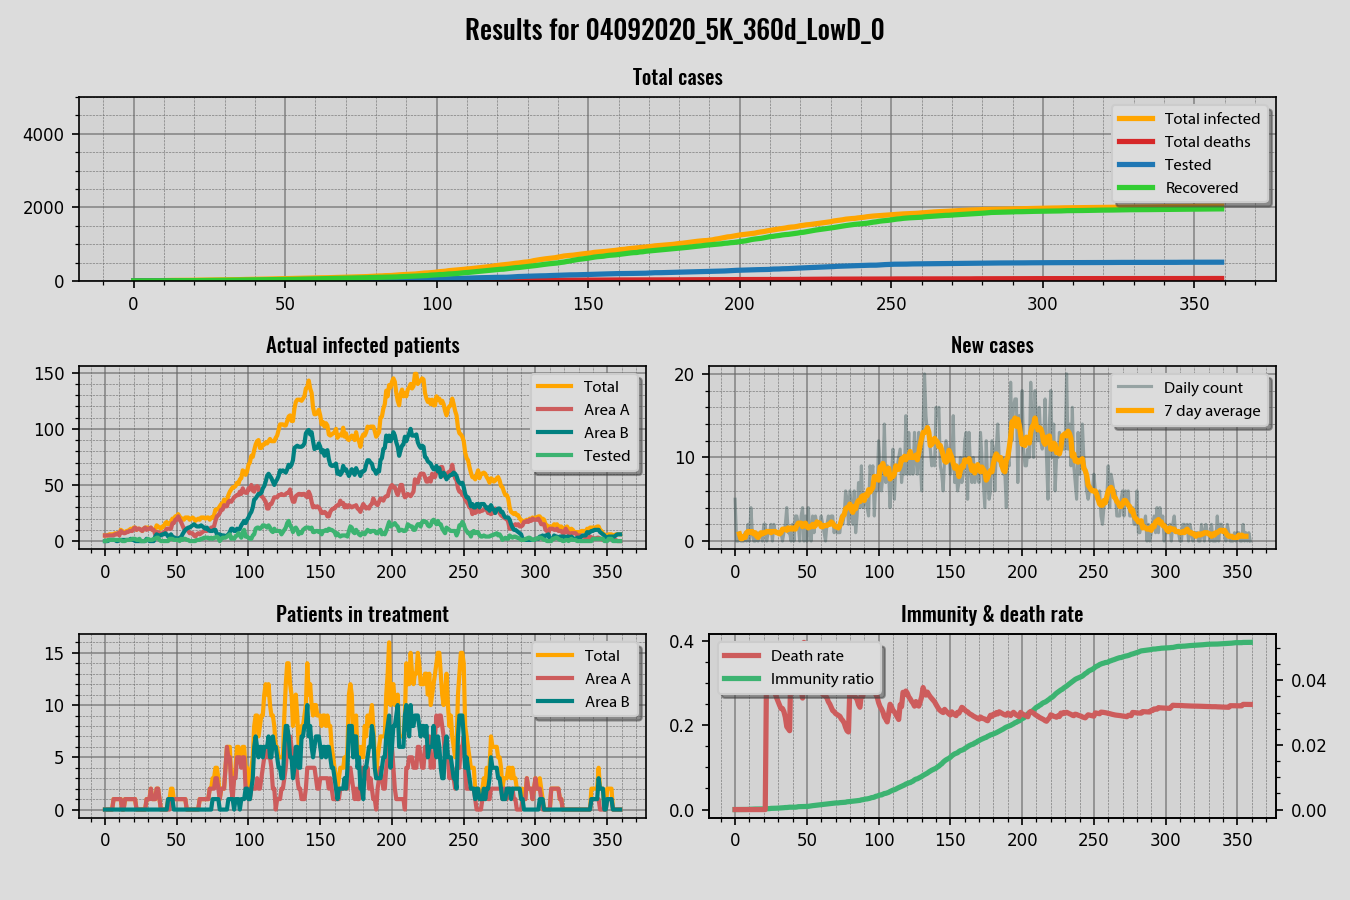 Results for 04092020_5K_360d_LowD_0
Total cases
4000
2000
0
Total infected
Total deaths
Tested
Recovered
0 50 100 150 200 250 300 350
Actual infected patients
150
100
50
0
Total
Area A
Area B
Tested
0 50 100 150 200 250 300 350
New cases
20
10
0
Daily count
7 day average
0 50 100 150 200 250 300 350
Patients in treatment
15
10
5
0
Total
Area A
Area B
0 50 100 150 200 250 300 350
Immunity & death rate
0.4
0.2
0.0
Death rate
Immunity ratio
0.04
0.02
0.00
0 50 100 150 200 250 300 350